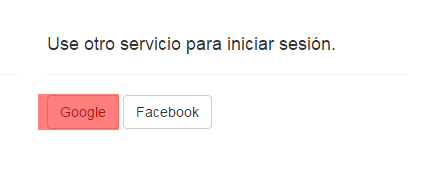 Use otro servicio para iniciar sesión.
Google Facebook